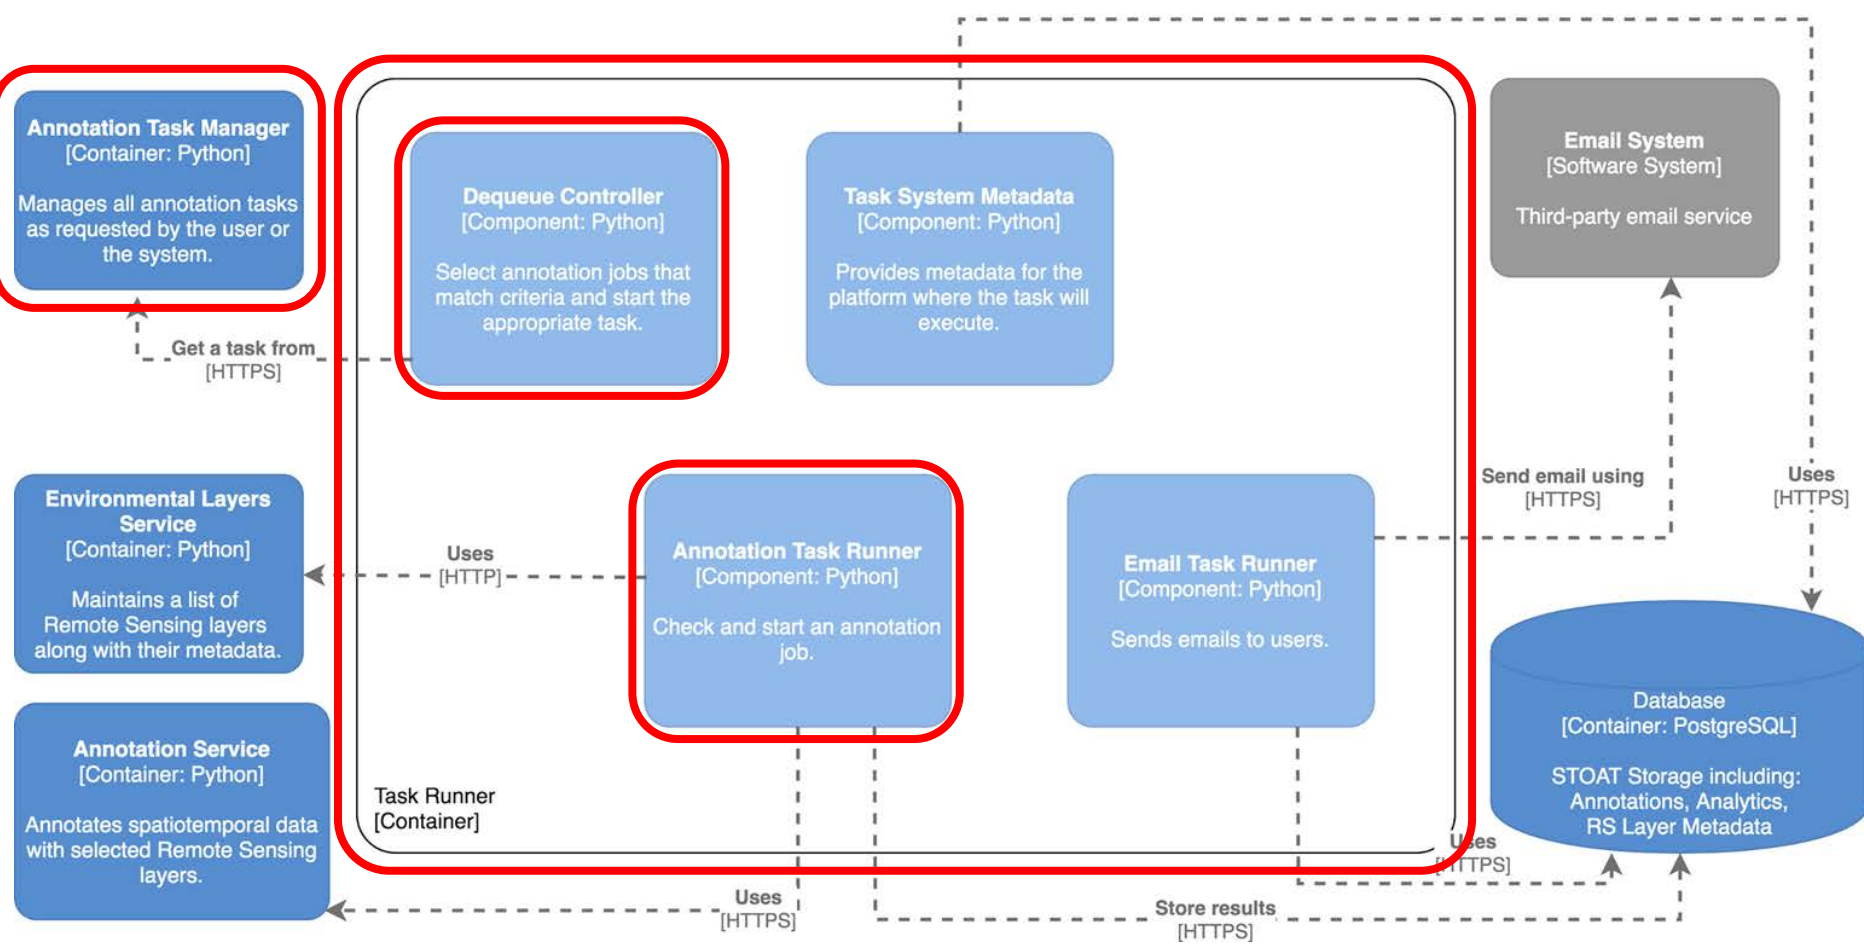 Annotation Task Manager
[Container: Python]
Manages all annotation tasks
as requested by the user or
the system.
Get a task from
[HTTPS]
Dequeue Controller
[Component: Python]
Select annotation jobs that
match criteria and start the
appropriate task.
Task System Metadata
[Component: Python]
Provides metadata for the
platform where the task will
execute.
Email System
[Software System]
Third-party email service
Send email using
[HTTPS]
Uses
[HTTPS]
Environmental Layers
Service
[Container: Python]
Maintains a list of
Remote Sensing layers
along with their metadata.
Uses
[HTTP]
Annotation Task Runner
[Component: Python]
Check and start an annotation
job.
Email Task Runner
[Component: Python]
Sends emails to users.
Database
[Container: PostgreSQL]
STOAT Storage including:
Annotations, Analytics,
RS Layer Metadata
Annotation Service
[Container: Python]
Annotates spatiotemporal data
with selected Remote Sensing
layers.
Task Runner
[Container]
Uses
[HTTPS]
Uses
[HTTPS]
Store results
[HTTPS]